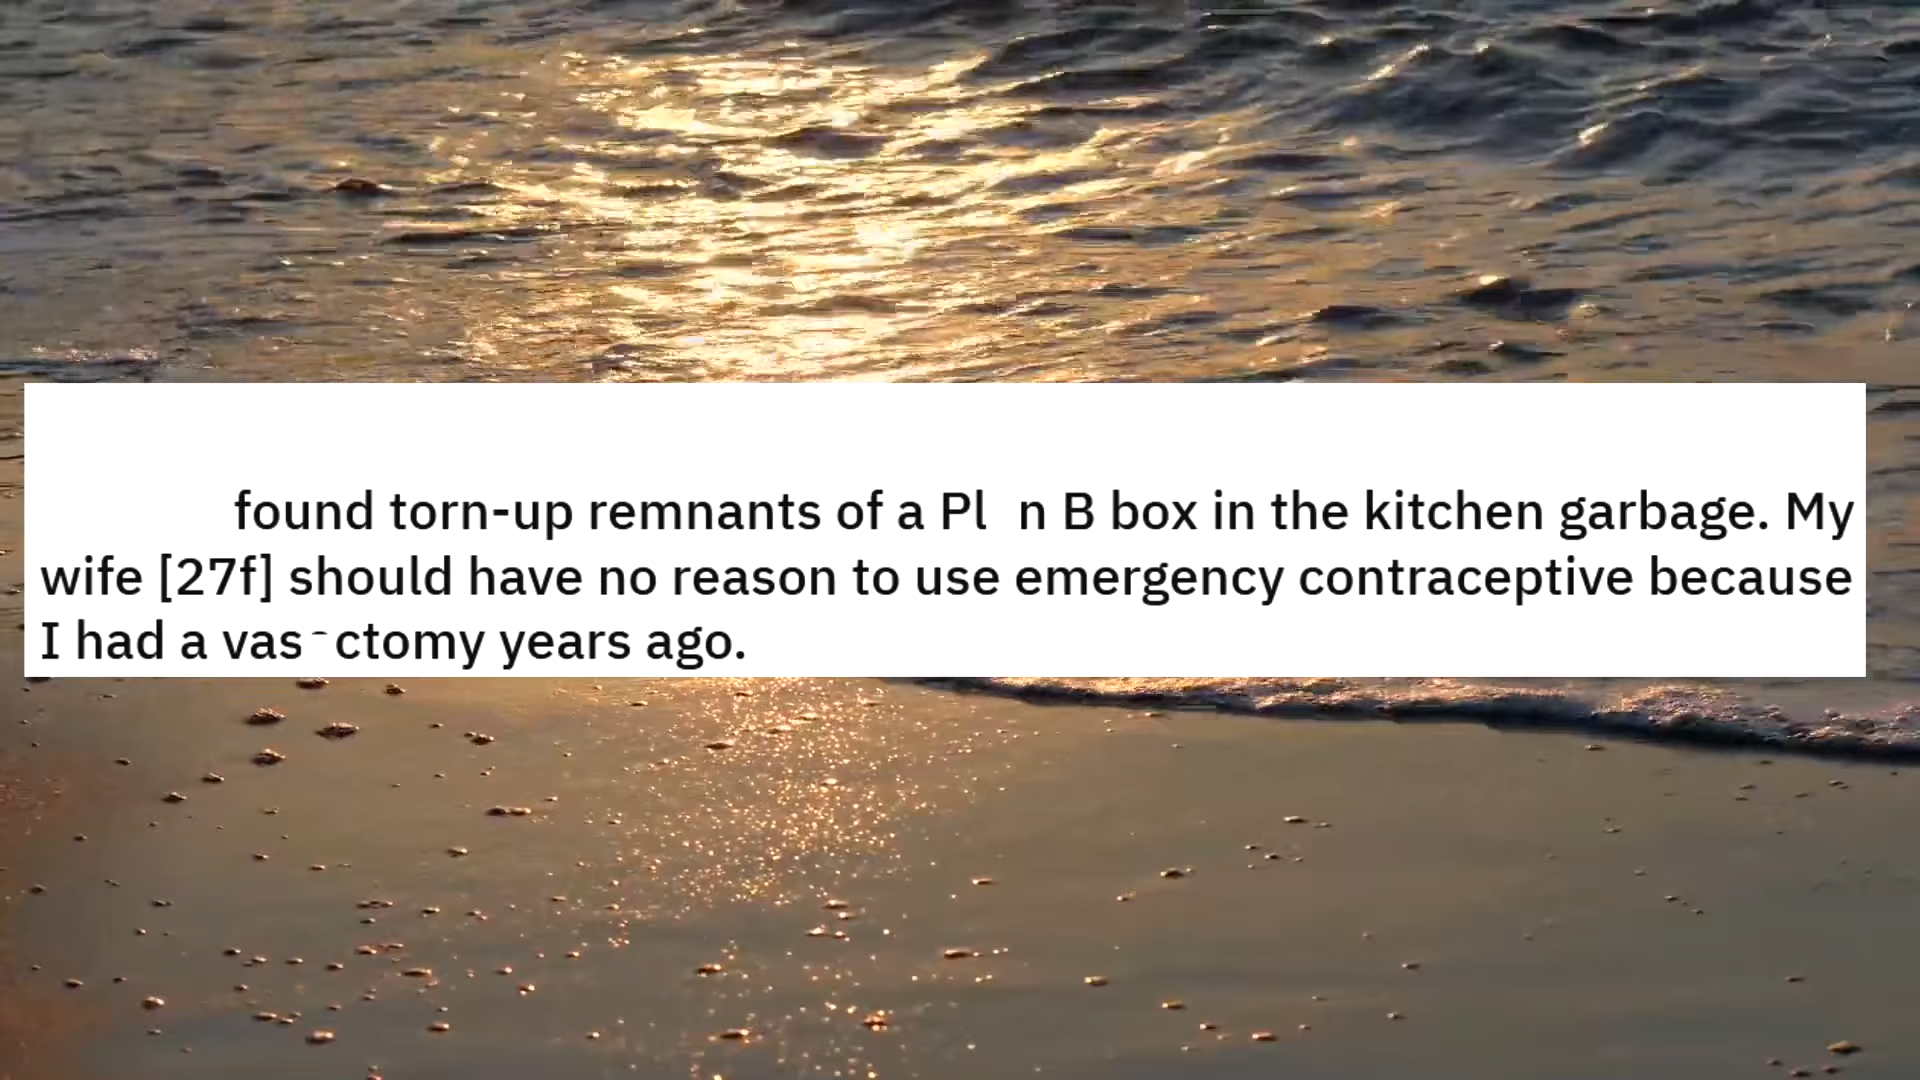 found torn-up remnants of a Pl n B box in the kitchen garbage. My
wife [27f] should have no reason to use emergency contraceptive because
I had a vas ctomy years ago.